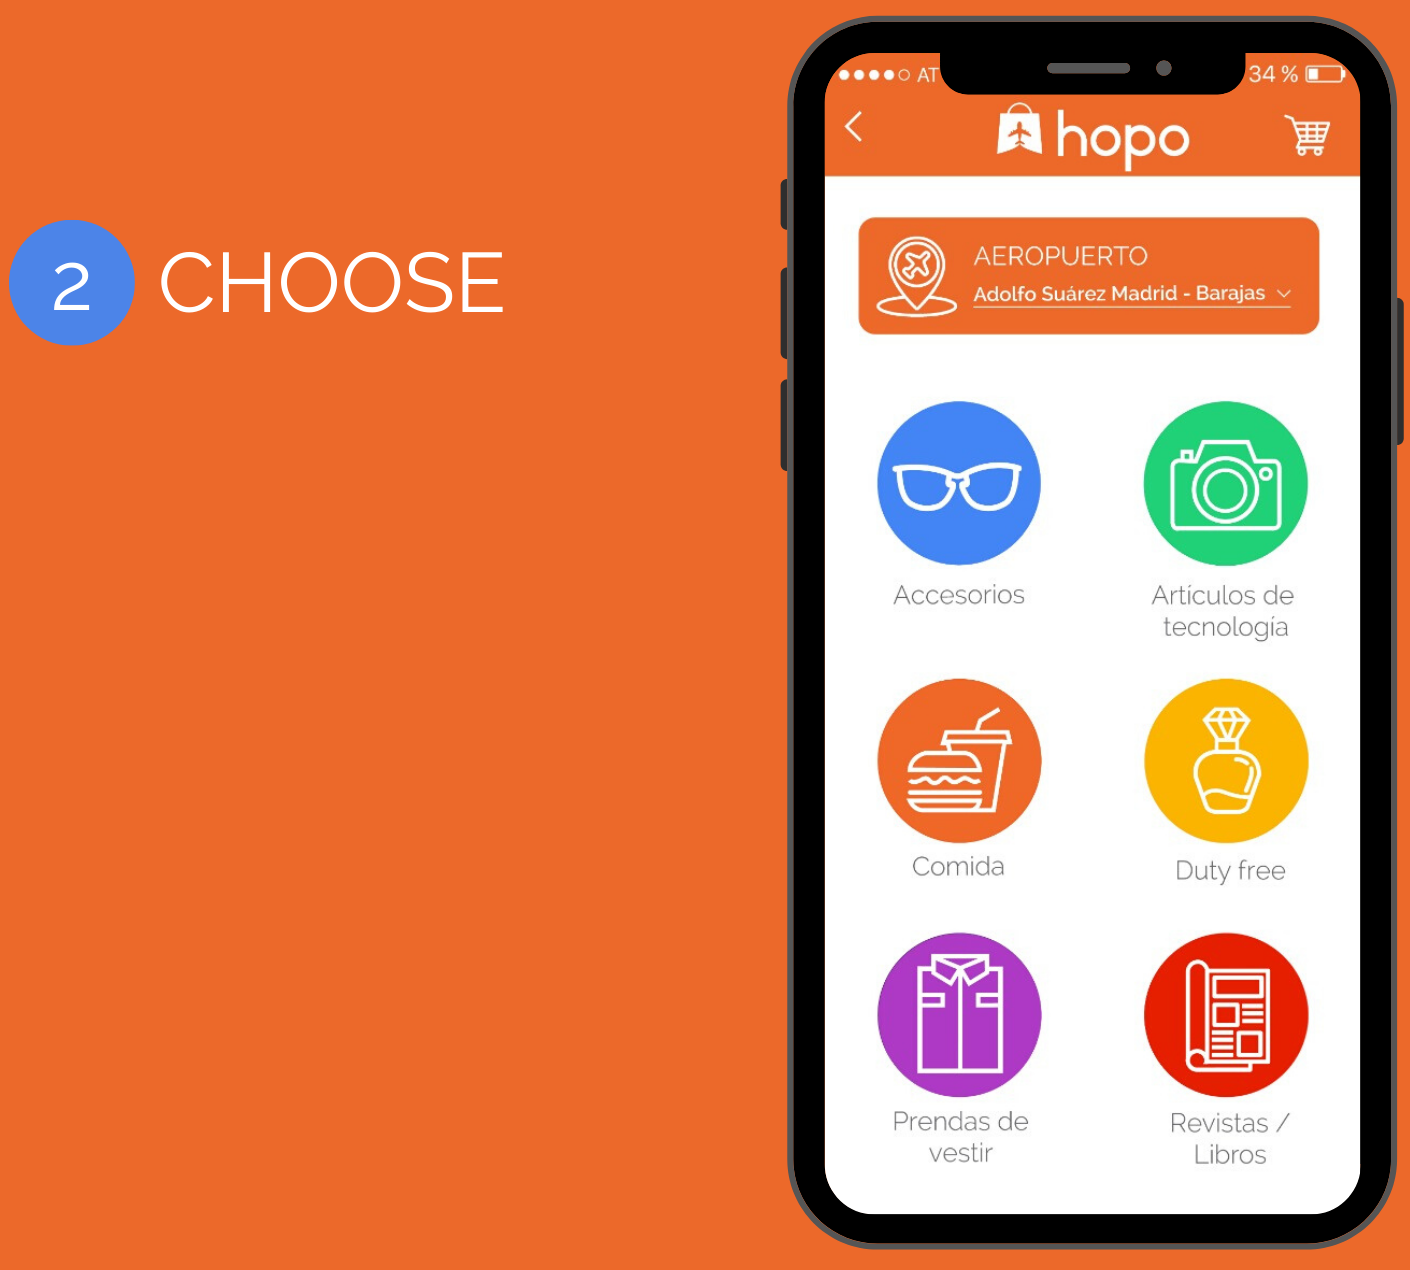 2 CHOOSE
AT 34 %
hopo
AEROPUERTO
Adolfo Suárez Madrid - Barajas
Accesorios
Artículos de
tecnología
Comida
Duty free
Prendas de
vestir
Revistas /
Libros